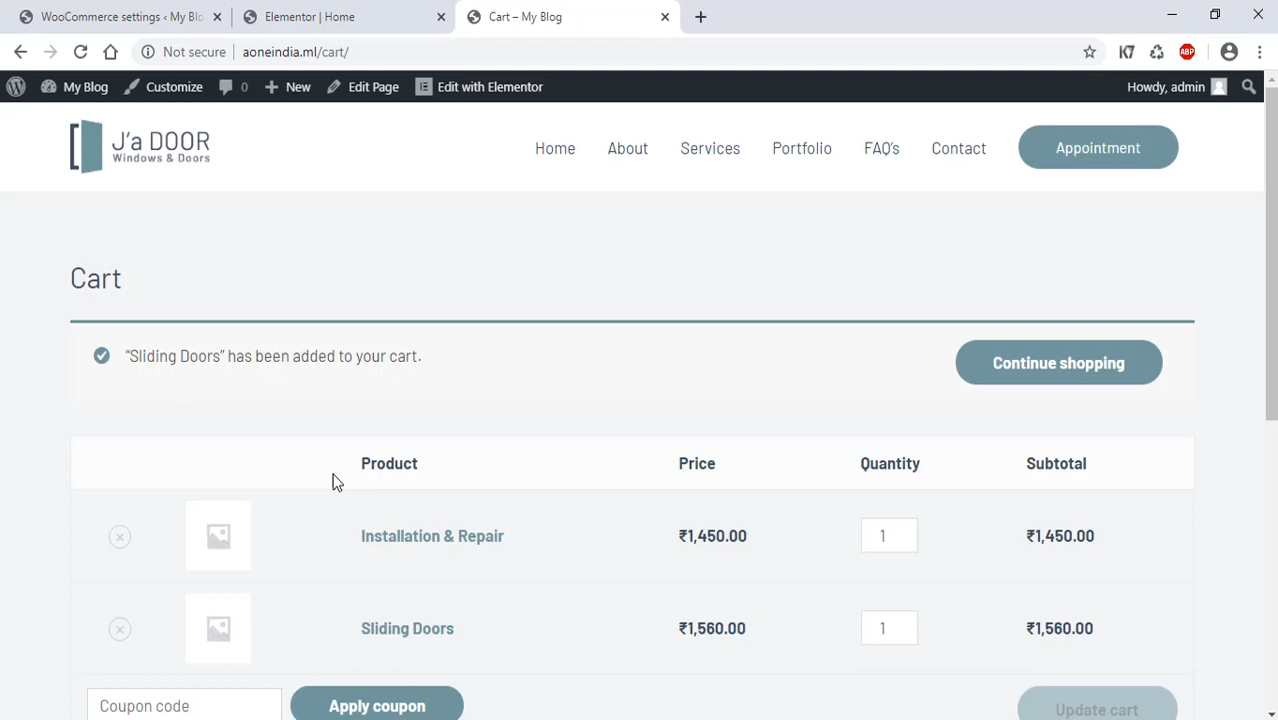 WooCommerce settings ‹ My Blo
Elementor | Home
Cart – My Blog
Not secure
aoneindia.ml/cart/
K7
ABP
My Blog
Customize
0
New
Edit Page
Edit with Elementor
Howdy, admin
J'a DOOR
Windows & Doors
Home
About
Services
Portfolio
FAQ's
Contact
Appointment
Cart
“Sliding Doors” has been added to your cart.
Continue shopping
Product
Price
Quantity
Subtotal
Installation & Repair
₹1,450.00
1
₹1,450.00
Sliding Doors
₹1,560.00
1
₹1,560.00
Coupon code
Apply coupon
Update cart